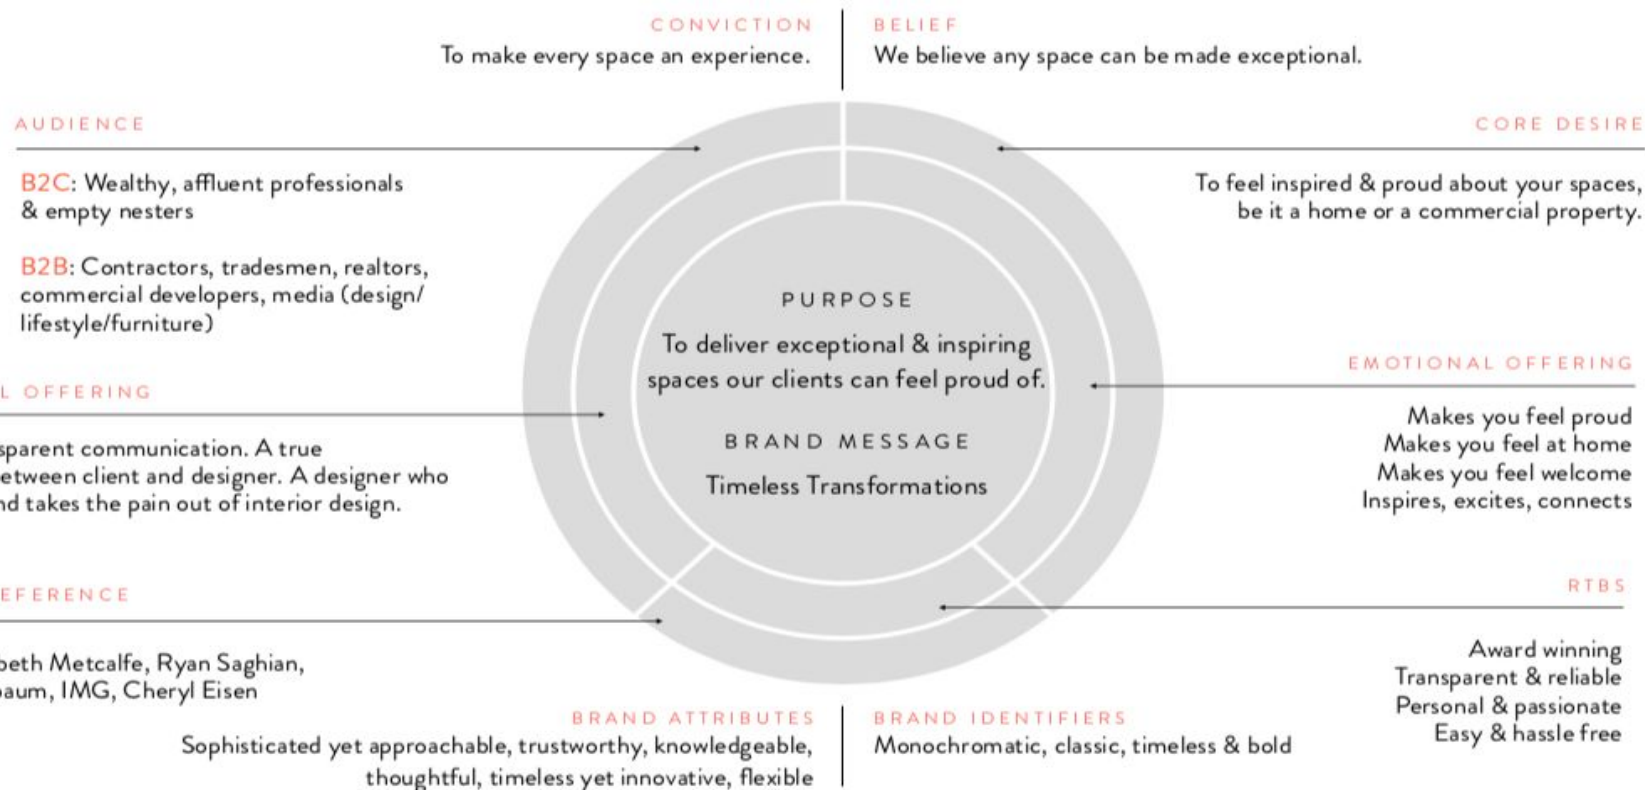 CONVICTION
To make every space an experience.
BELIEF
We believe any space can be made exceptional.
AUDIENCE
B2C: Wealthy, affluent professionals
& empty nesters
B2B: Contractors, tradesmen, realtors,
commercial developers, media (design/
lifestyle/furniture)
CORE DESIRE
To feel inspired & proud about your spaces,
be it a home or a commercial property.
PURPOSE
To deliver exceptional & inspiring
spaces our clients can feel proud of.
BRAND MESSAGE
Timeless Transformations
L OFFERING
sparent communication. A true
etween client and designer. A designer who
nd takes the pain out of interior design.
EMOTIONAL OFFERING
Makes you feel proud
Makes you feel at home
Makes you feel welcome
Inspires, excites, connects
EFERENCE
beth Metcalfe, Ryan Saghian,
baum, IMG, Cheryl Eisen
RTBS
Award winning
Transparent & reliable
Personal & passionate
Easy & hassle free
BRAND ATTRIBUTES
Sophisticated yet approachable, trustworthy, knowledgeable,
thoughtful, timeless yet innovative, flexible
BRAND IDENTIFIERS
Monochromatic, classic, timeless & bold